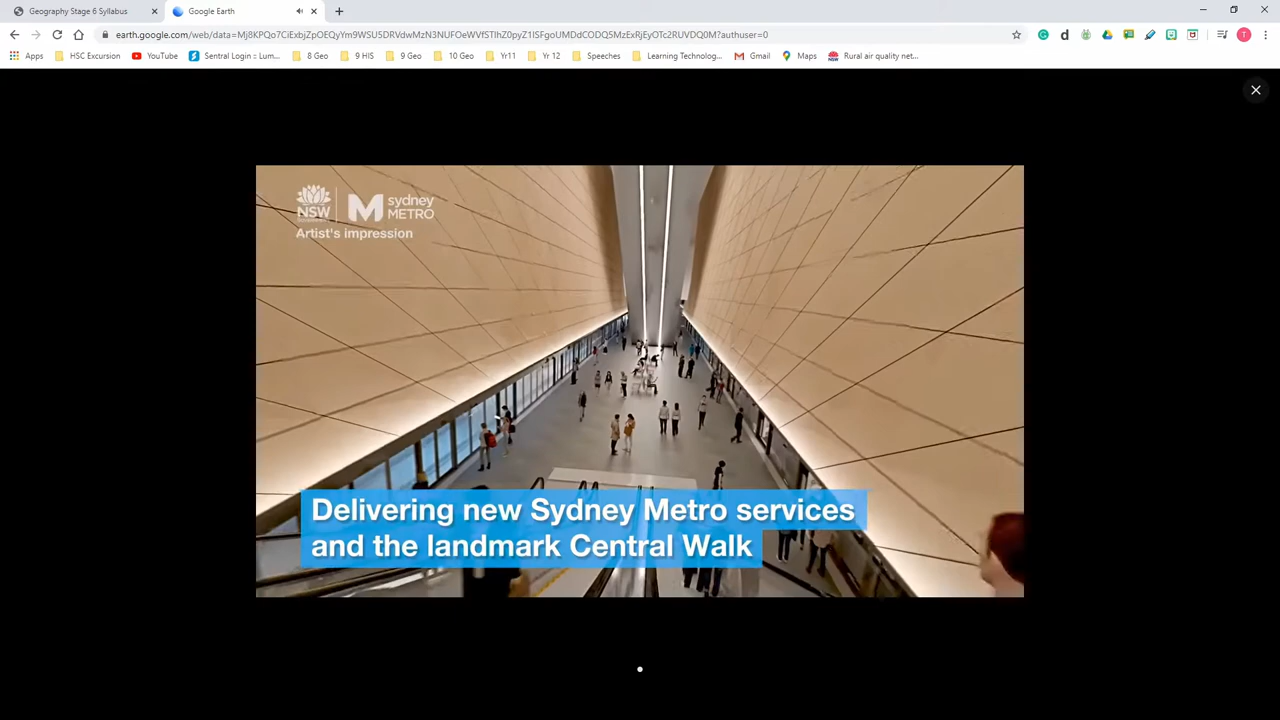 Geography Stage 6 Syllabus
Google Earth
earth.google.com/web/data=Mj8KPQo7CiExbjZpOEQyYm9WSU5DRVdwMzN3NUFOeWVfSTlhZ0pyZ1lSFgoUMDdCODQ5MzExRjEyOTc2RUVDQ0M?authuser=0
Apps
HSC Excursion
YouTube
Sentral Login :: Lum...
8 Geo
9 HIS
9 Geo
10 Geo
Yr11
Yr 12
Speeches
Learning Technolog...
Gmail
Maps
Rural air quality net...
T
NSW
M sydney
METRO
Artist's impression
Delivering new Sydney Metro services
and the landmark Central Walk